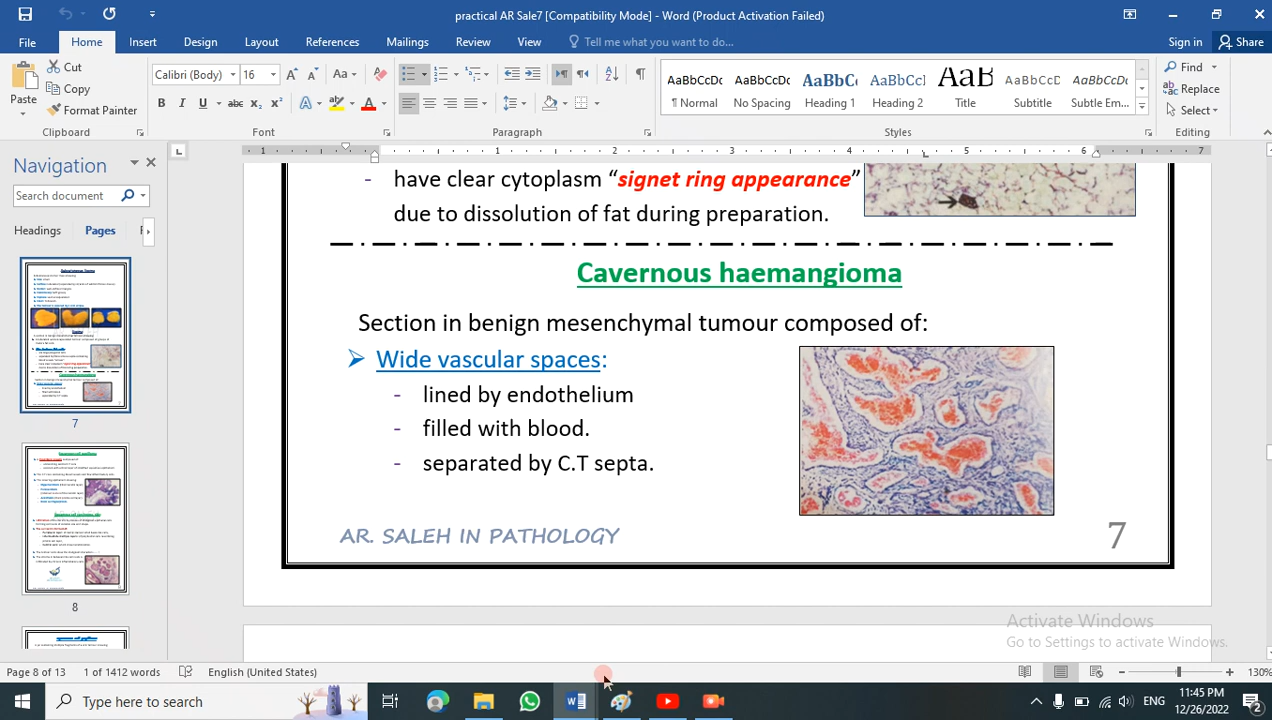 practical AR Sale7 [Compatibility Mode] - Word (Product Activation Failed)
File Home Insert Design Layout References Mailings Review View Tell me what you want to do... Sign in Share
Paste Cut Copy Format Painter
Calibri (Body) 16
AaBbCcDc AaBbCcDc AaBbC AaBbCcD AaB AaBbCcD AaBbCcDc
¶ Normal No Spacing Heading 1 Heading 2 Title Subtitle Subtle Em...
Find
Replace
Select
Clipboard Font Paragraph Styles Editing
Navigation
Search document
Headings Pages
7
8
have clear cytoplasm “signet ring appearance”
due to dissolution of fat during preparation.
Cavernous haemangioma
Section in benign mesenchymal tumour composed of:
Wide vascular spaces:
- lined by endothelium
- filled with blood.
- separated by C.T septa.
AR. SALEH IN PATHOLOGY 7
Activate Windows
Go to Settings to activate Windows.
Page 8 of 13 1 of 1412 words English (United States) 130%
Type here to search
ENG 11:45 PM
12/26/2022 2